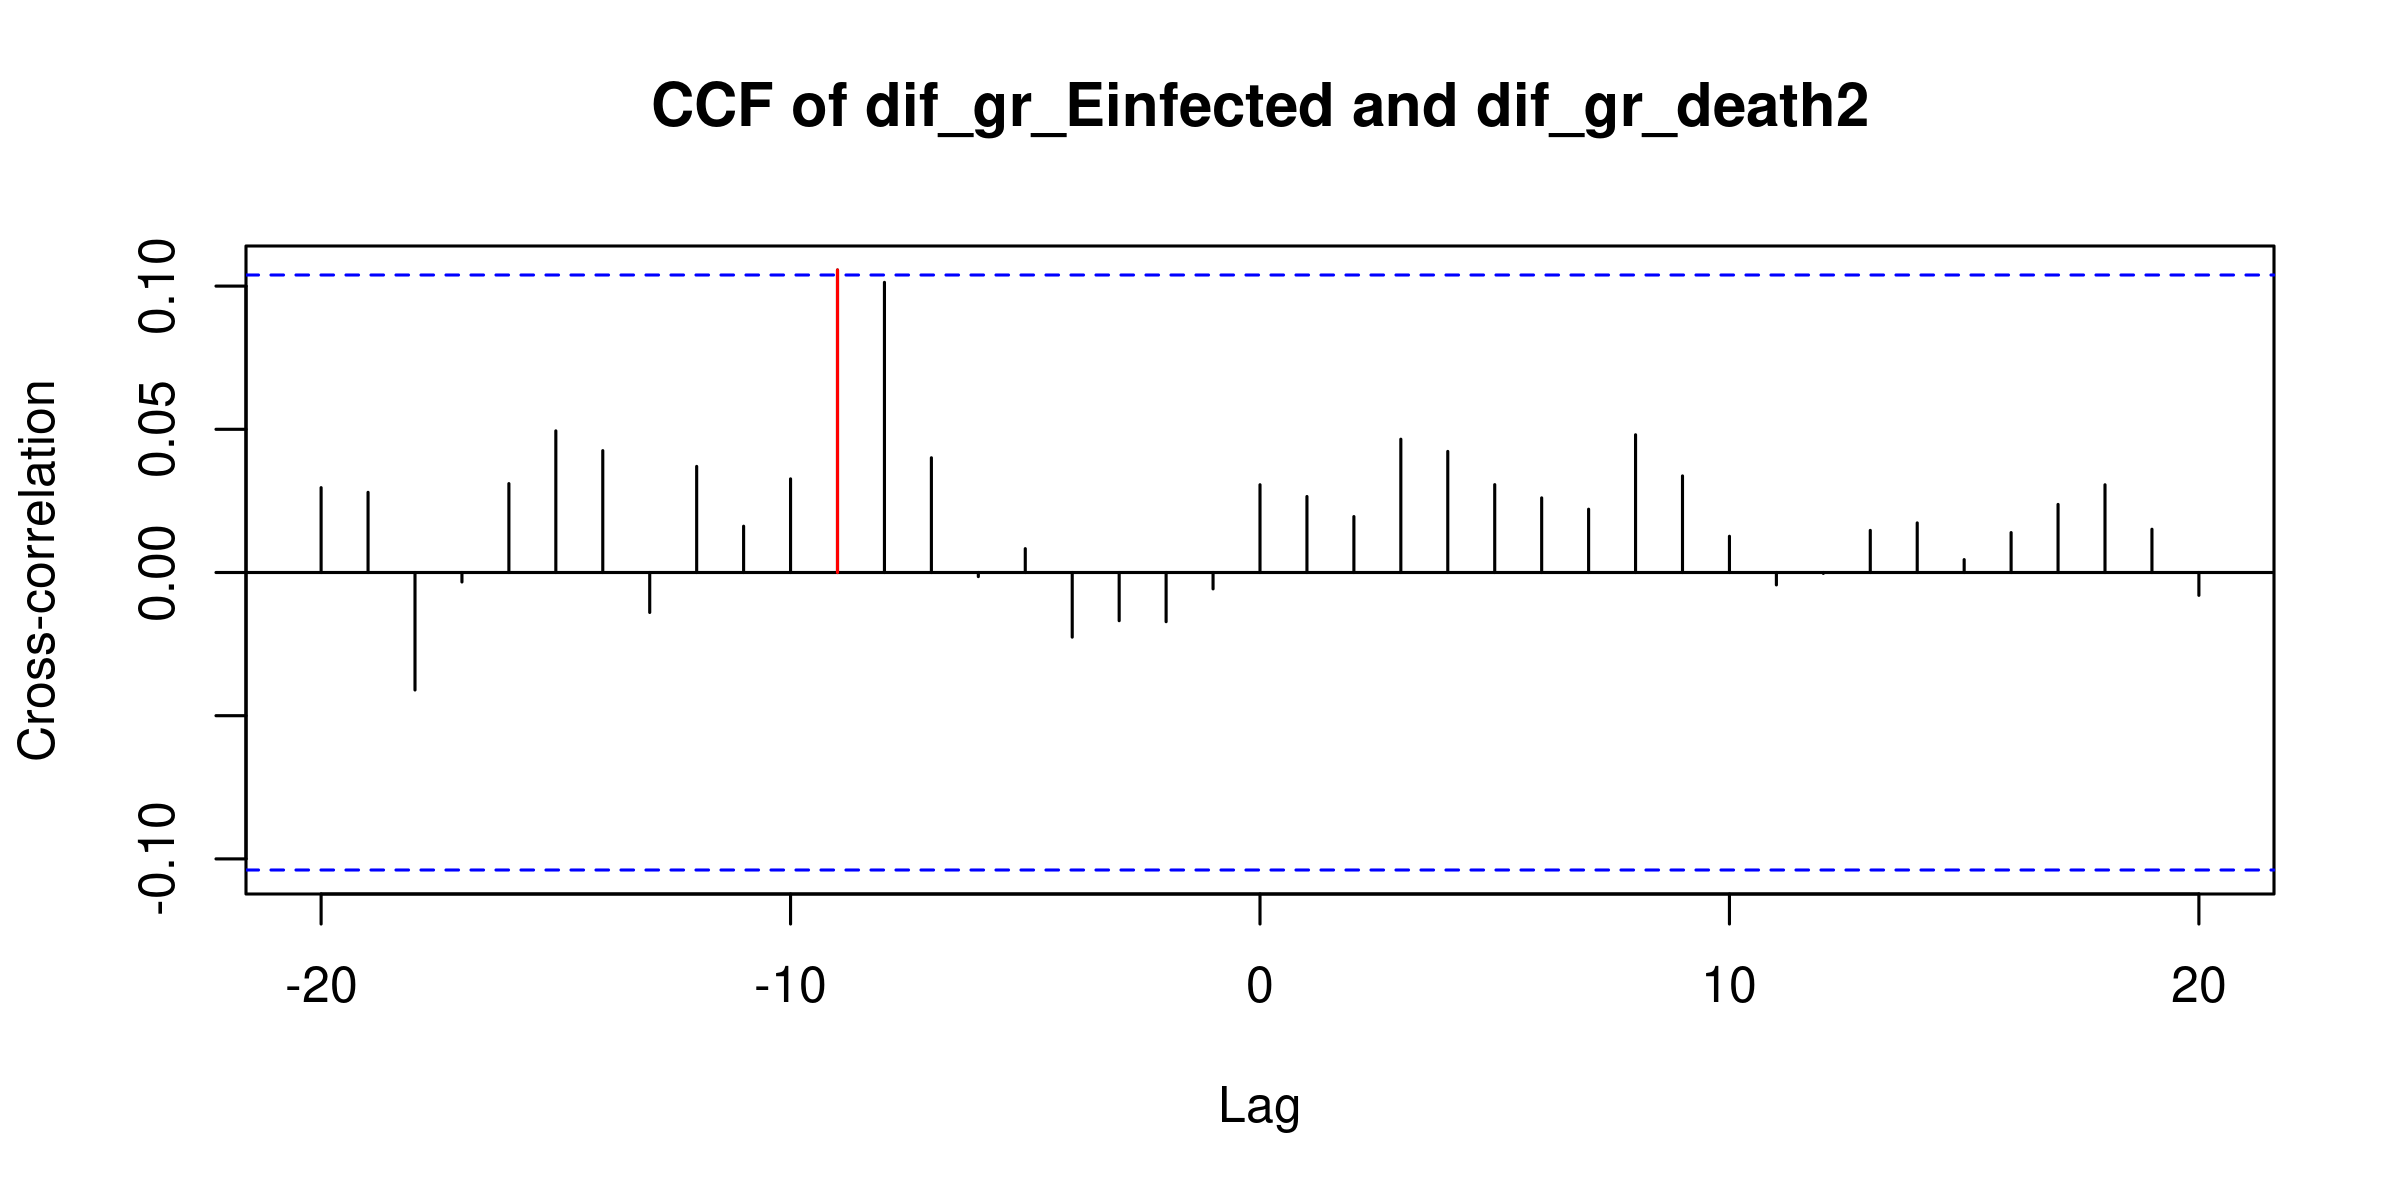 CCF of dif_gr_Einfected and dif_gr_death2
Cross-correlation
0.10
0.05
0.00
-0.10
-20 -10 0 10 20
Lag